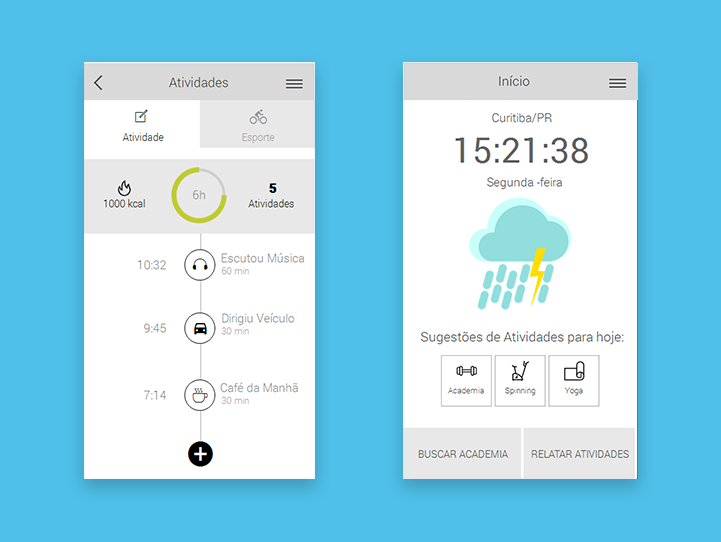 Atividades
Atividade
Esporte
1000 kcal
6h
5
Atividades
10:32
Escutou Música
60 min
9:45
Dirigiu Veículo
30 min
7:14
Café da Manhã
30 min
Início
Curitiba/PR
15:21:38
Segunda -feira
Sugestões de Atividades para hoje:
Academia
Spinning
Yoga
BUSCAR ACADEMIA
RELATAR ATIVIDADES